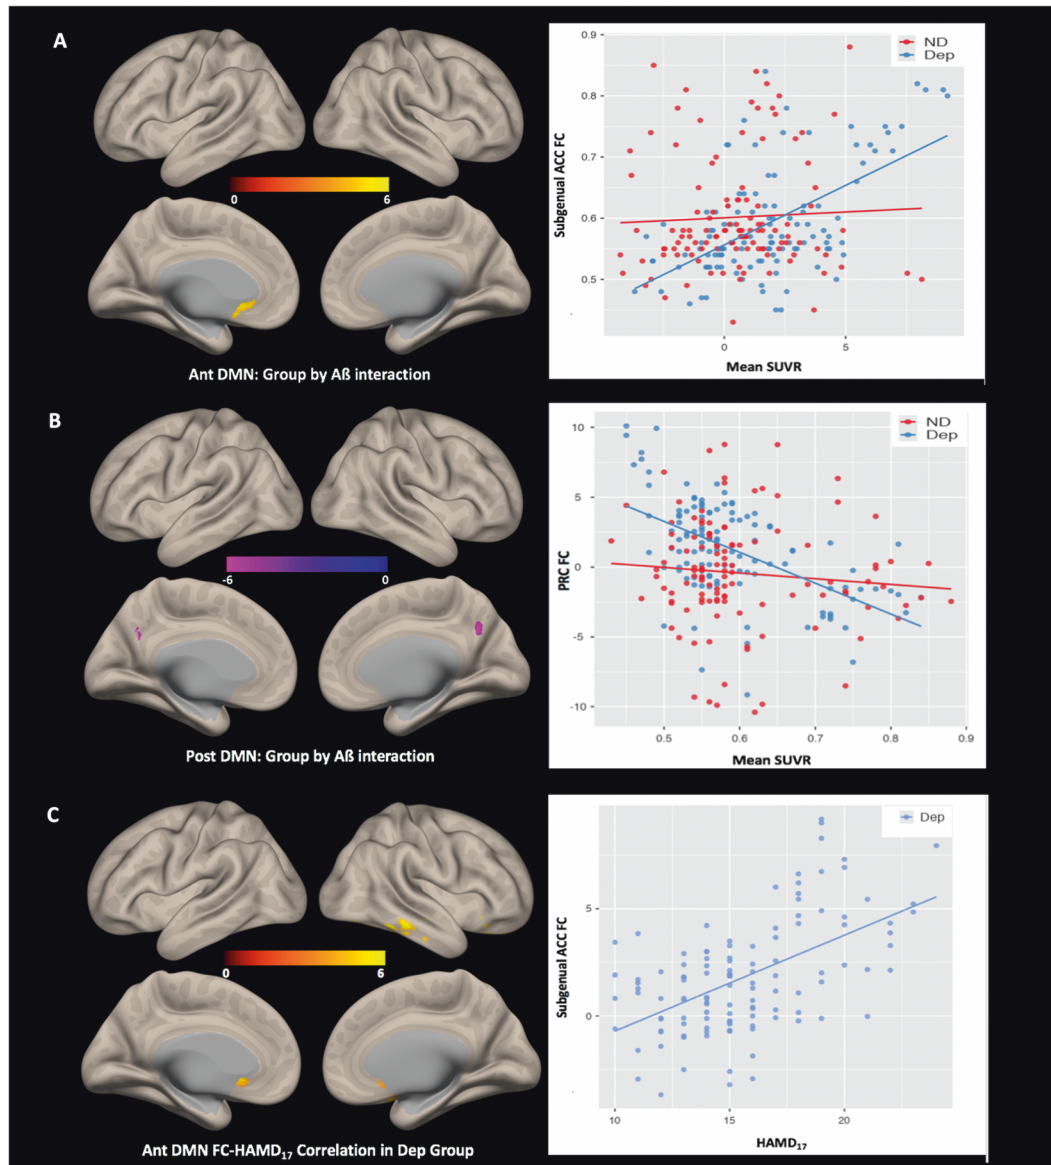 A
0 6
Ant DMN: Group by Aß interaction
ND
Dep
0.9
0.8
0.7
0.6
0.5
0 5
Subgenual ACC FC
Mean SUVR
B
-6 0
Post DMN: Group by Aß interaction
ND
Dep
10
5
0
-5
-10
0.5 0.6 0.7 0.8 0.9
PRC FC
Mean SUVR
C
0 6
Ant DMN FC-HAMD₁₇ Correlation in Dep Group
Dep
5
0
10 15 20
Subgenual ACC FC
HAMD₁₇